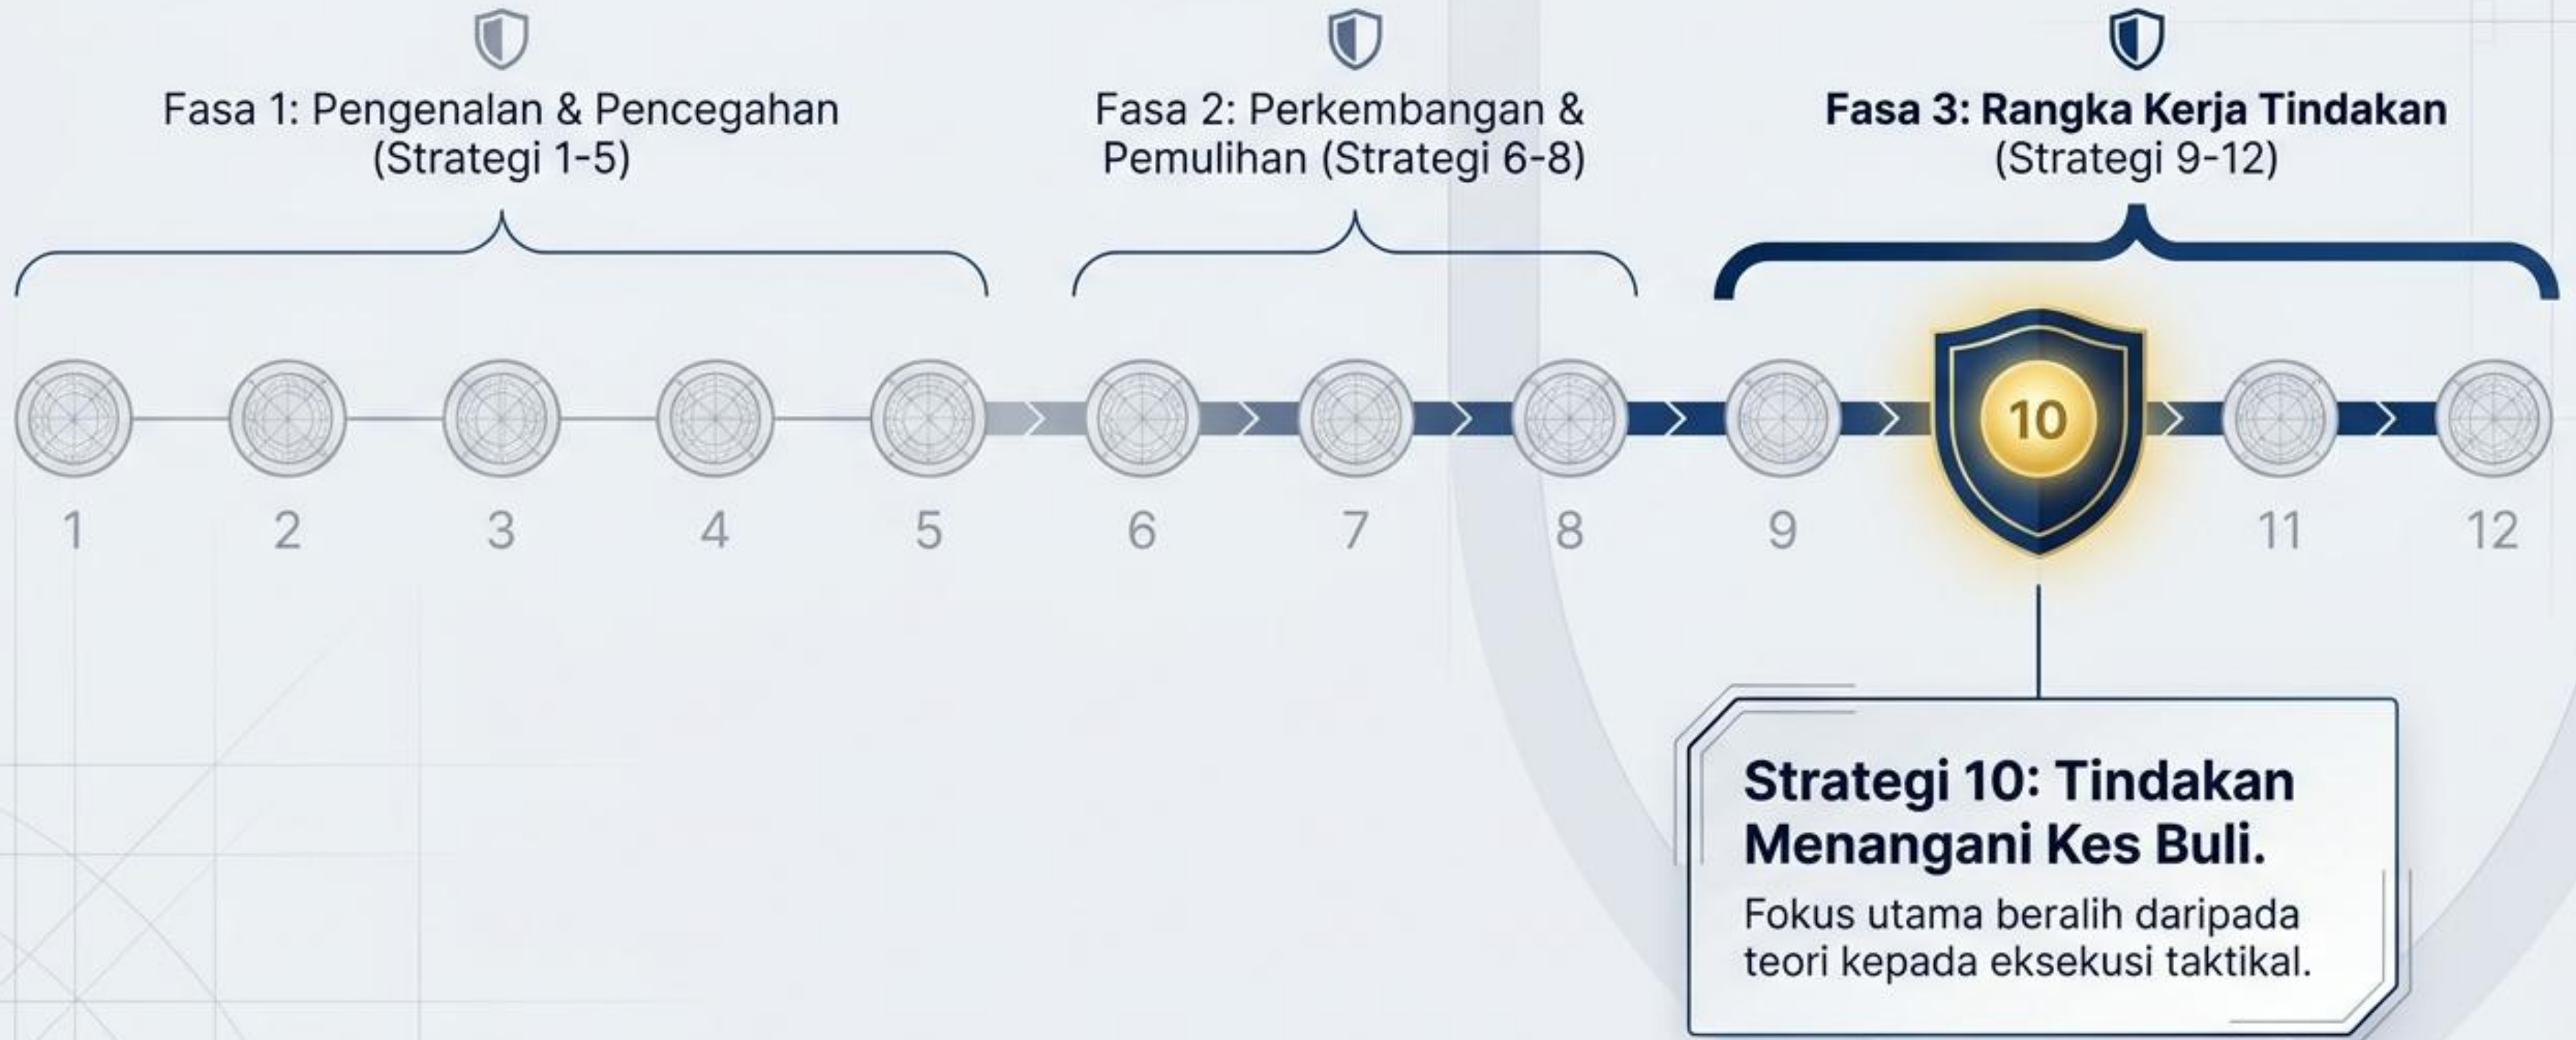 Fasa 1: Pengenalan & Pencegahan
(Strategi 1-5)
Fasa 2: Perkembangan &
Pemulihan (Strategi 6-8)
Fasa 3: Rangka Kerja Tindakan
(Strategi 9-12)
10
1
2
3
4
5
6
7
8
9
11
12
Strategi 10: Tindakan
Menangani Kes Buli.
Fokus utama beralih daripada
teori kepada eksekusi taktikal.